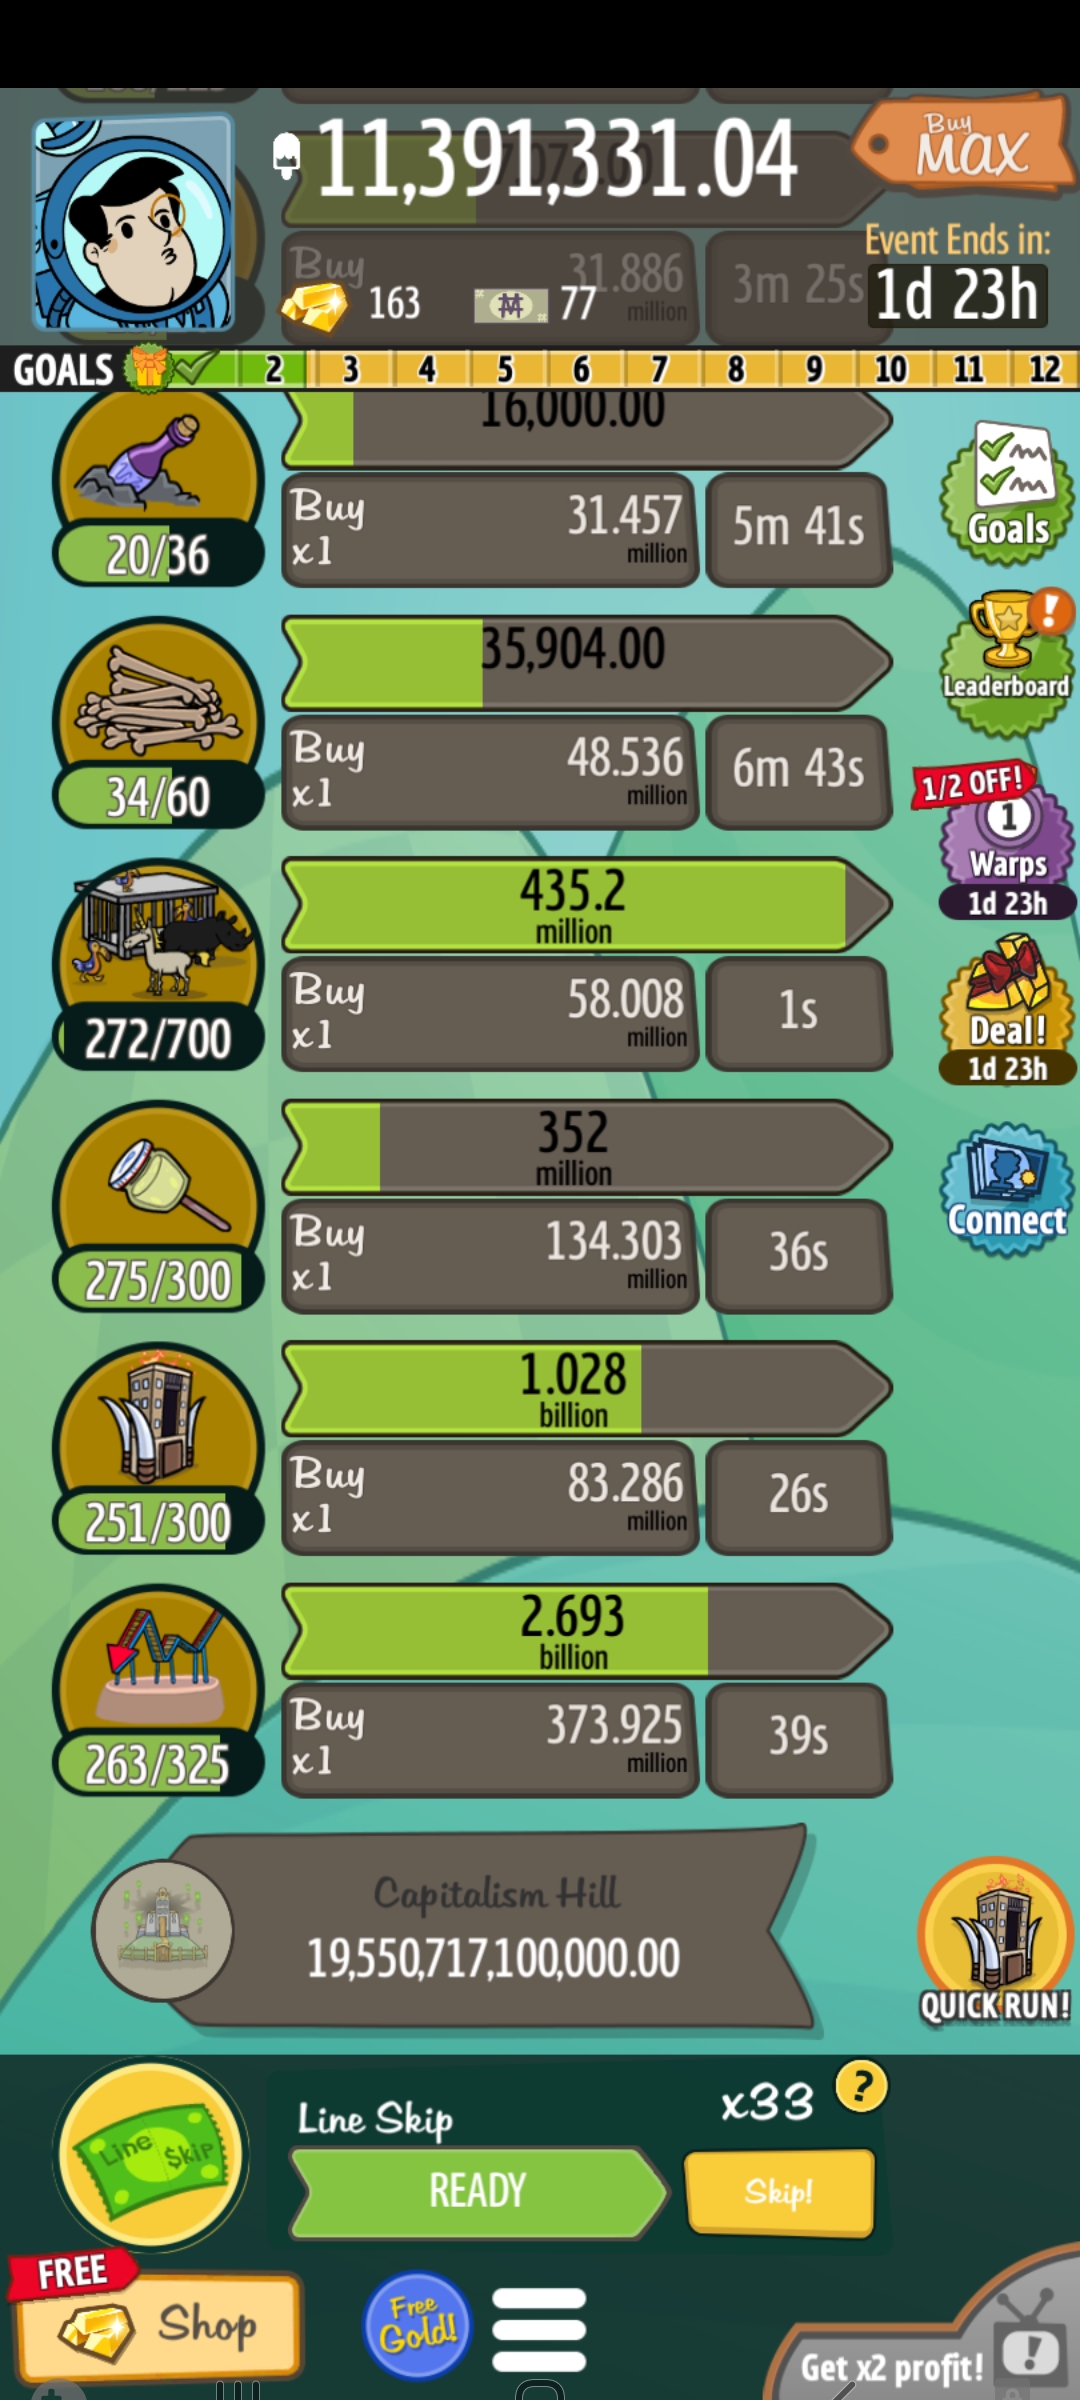 11,391,331.04
Buy
MAX
7,072.00
Buy
31.886
million
3m 25s
Event Ends in:
1d 23h
163
77
GOALS 2 3 4 5 6 7 8 9 10 11 12
16,000.00
20/36
Buy
x1
31.457
million
5m 41s
Goals
35,904.00
34/60
Buy
x1
48.536
million
6m 43s
Leaderboard
1/2 OFF!
1
Warps
1d 23h
435.2
million
272/700
Buy
x1
58.008
million
1s
Deal!
1d 23h
352
million
275/300
Buy
x1
134.303
million
36s
Connect
1.028
billion
251/300
Buy
x1
83.286
million
26s
2.693
billion
263/325
Buy
x1
373.925
million
39s
Capitalism Hill
19,550,717,100,000.00
QUICK RUN!
Line $kip
Line Skip
x33
?
READY
Skip!
FREE
Shop
Free
Gold!
Get x2 profit!